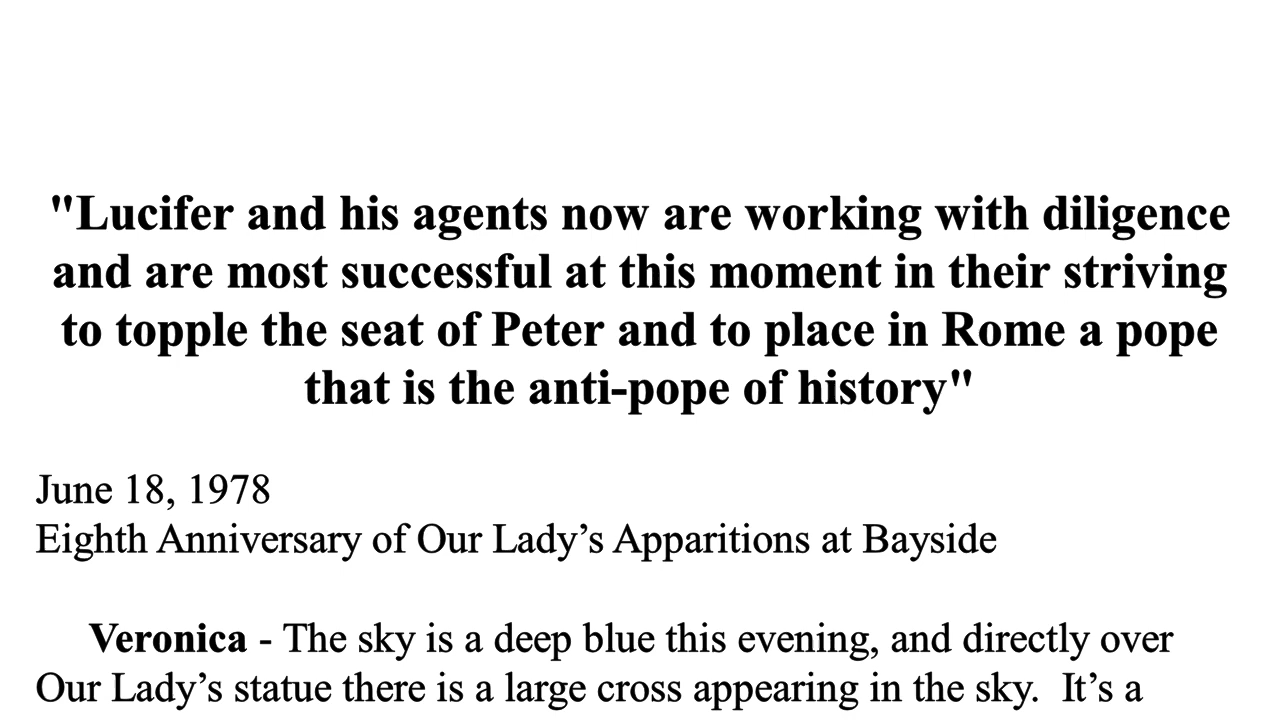 "Lucifer and his agents now are working with diligence
and are most successful at this moment in their striving
to topple the seat of Peter and to place in Rome a pope
that is the anti-pope of history"
June 18, 1978
Eighth Anniversary of Our Lady’s Apparitions at Bayside
Veronica - The sky is a deep blue this evening, and directly over
Our Lady’s statue there is a large cross appearing in the sky.  It’s a